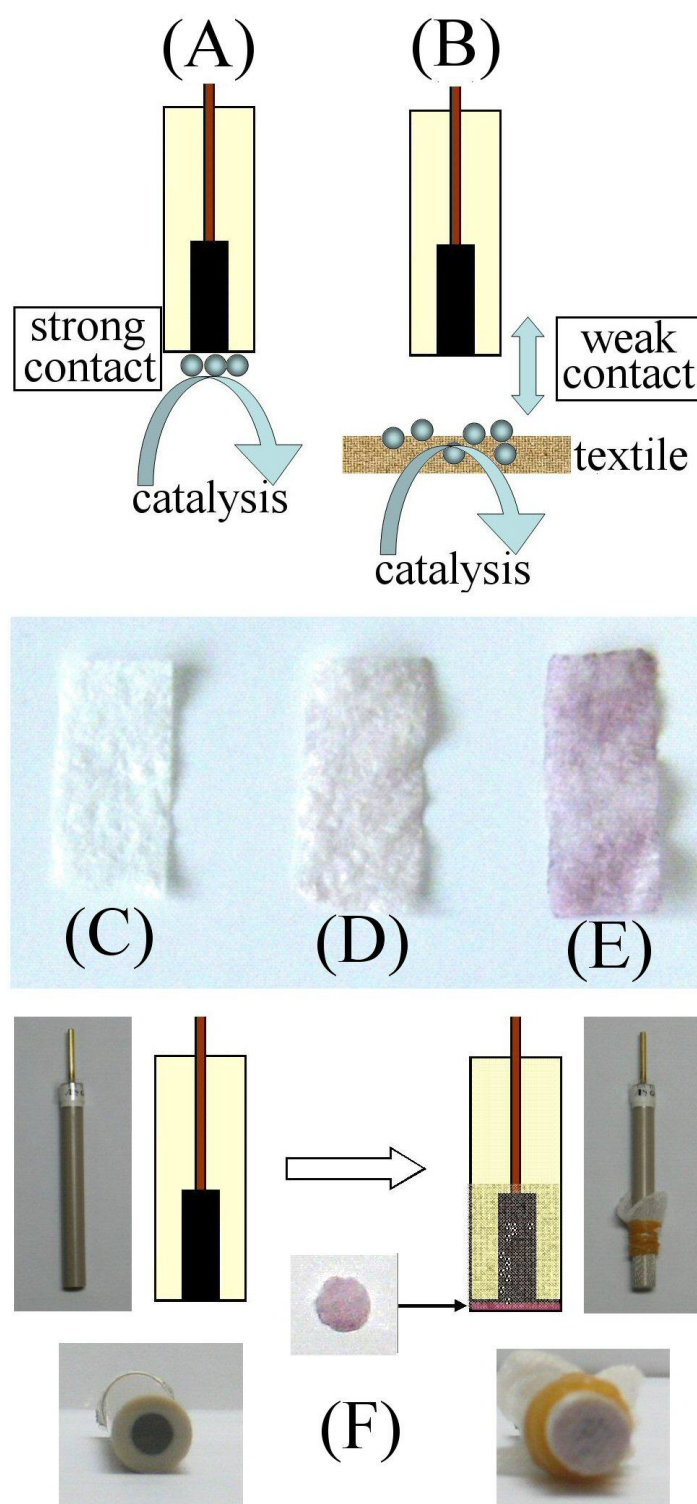 (A)
(B)
strong
contact
weak
contact
textile
catalysis
catalysis
(C)
(D)
(E)
(F)